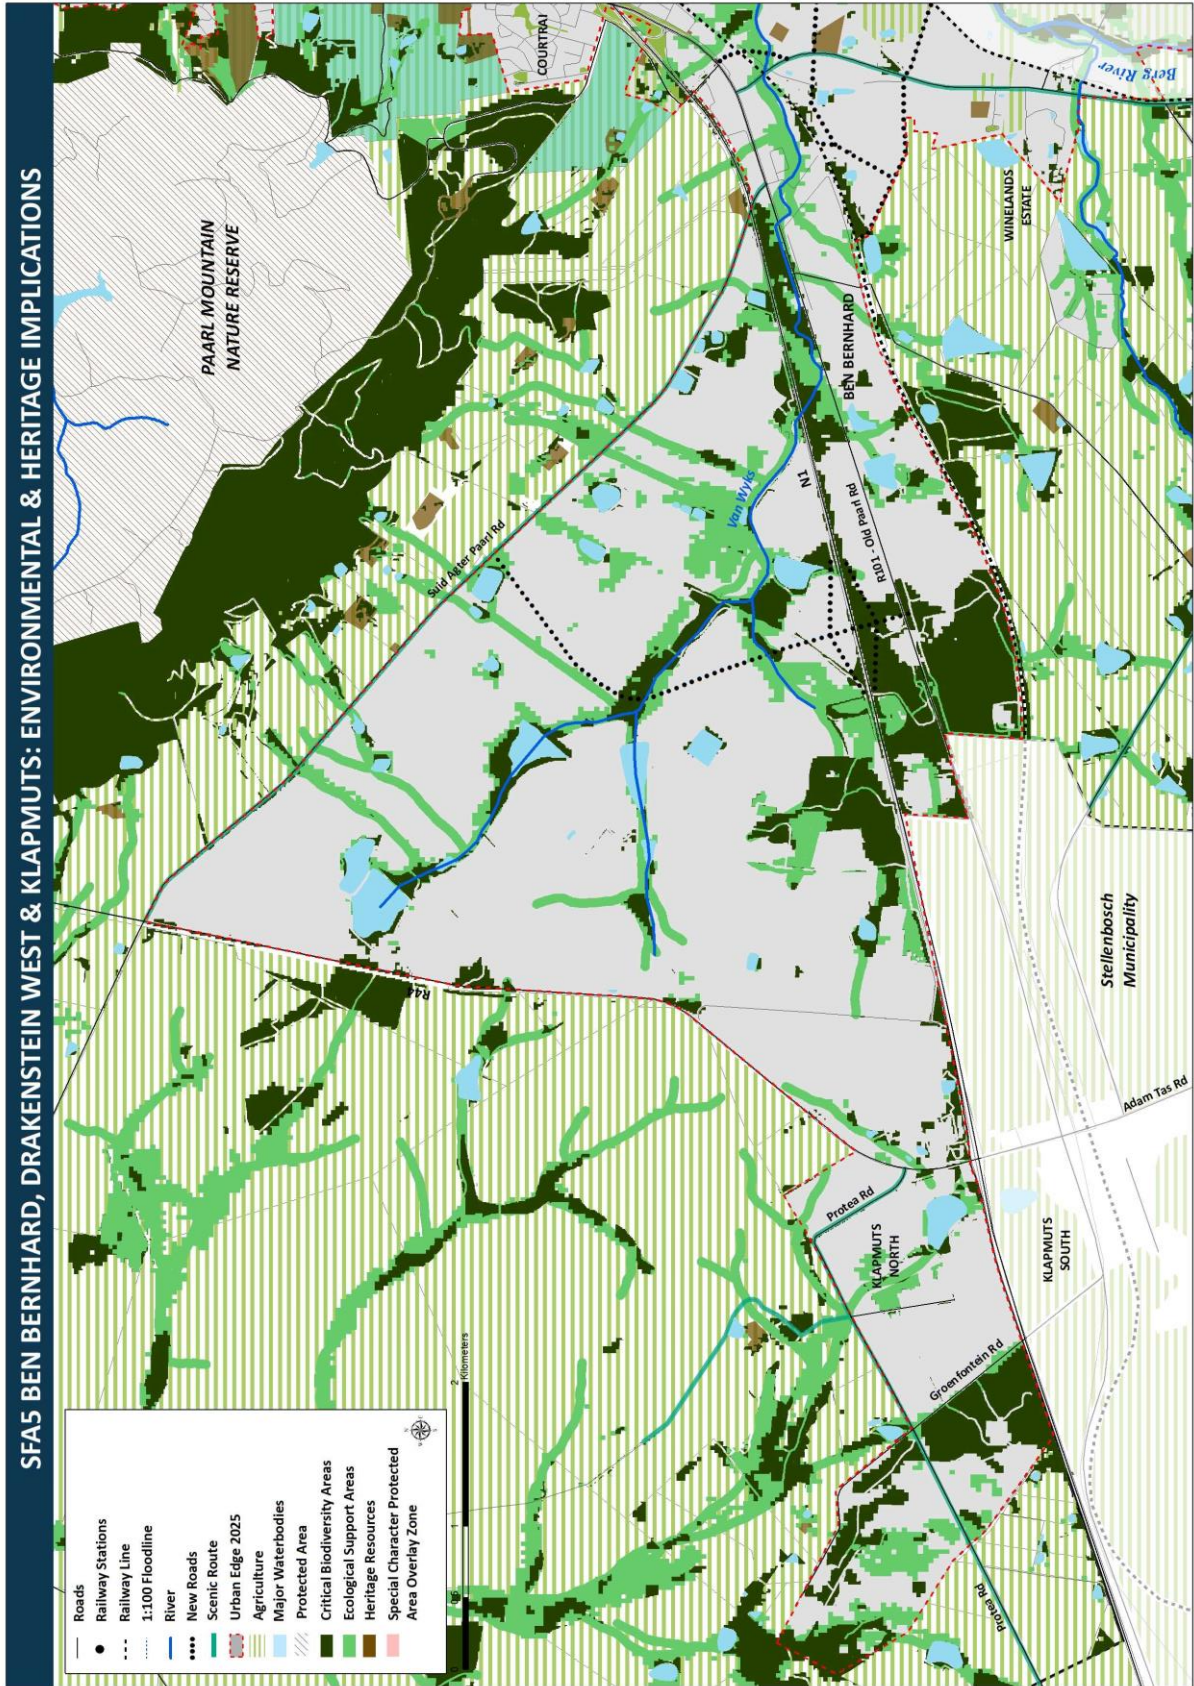 SFA5 BEN BERNHARD, DRAKENSTEIN WEST & KLAPMUTS: ENVIRONMENTAL & HERITAGE IMPLICATIONS
PAARL MOUNTAIN
NATURE RESERVE
COURTRAI
Berg River
WINELANDS
ESTATE
BEN BERNHARD
Van Wyks
N1
R101 - Old Paarl Rd
Suid Agter Paarl Rd
R44
Stellenbosch
Municipality
Adam Tas Rd
Protea Rd
KLAPMUTS
NORTH
KLAPMUTS
SOUTH
Groenfontein Rd
Protea Rd
Roads
Railway Stations
Railway Line
1:100 Floodline
River
New Roads
Scenic Route
Urban Edge 2025
Agriculture
Major Waterbodies
Protected Area
Critical Biodiversity Areas
Ecological Support Areas
Heritage Resources
Special Character Protected
Area Overlay Zone
0 0.5 1 2
Kilometers